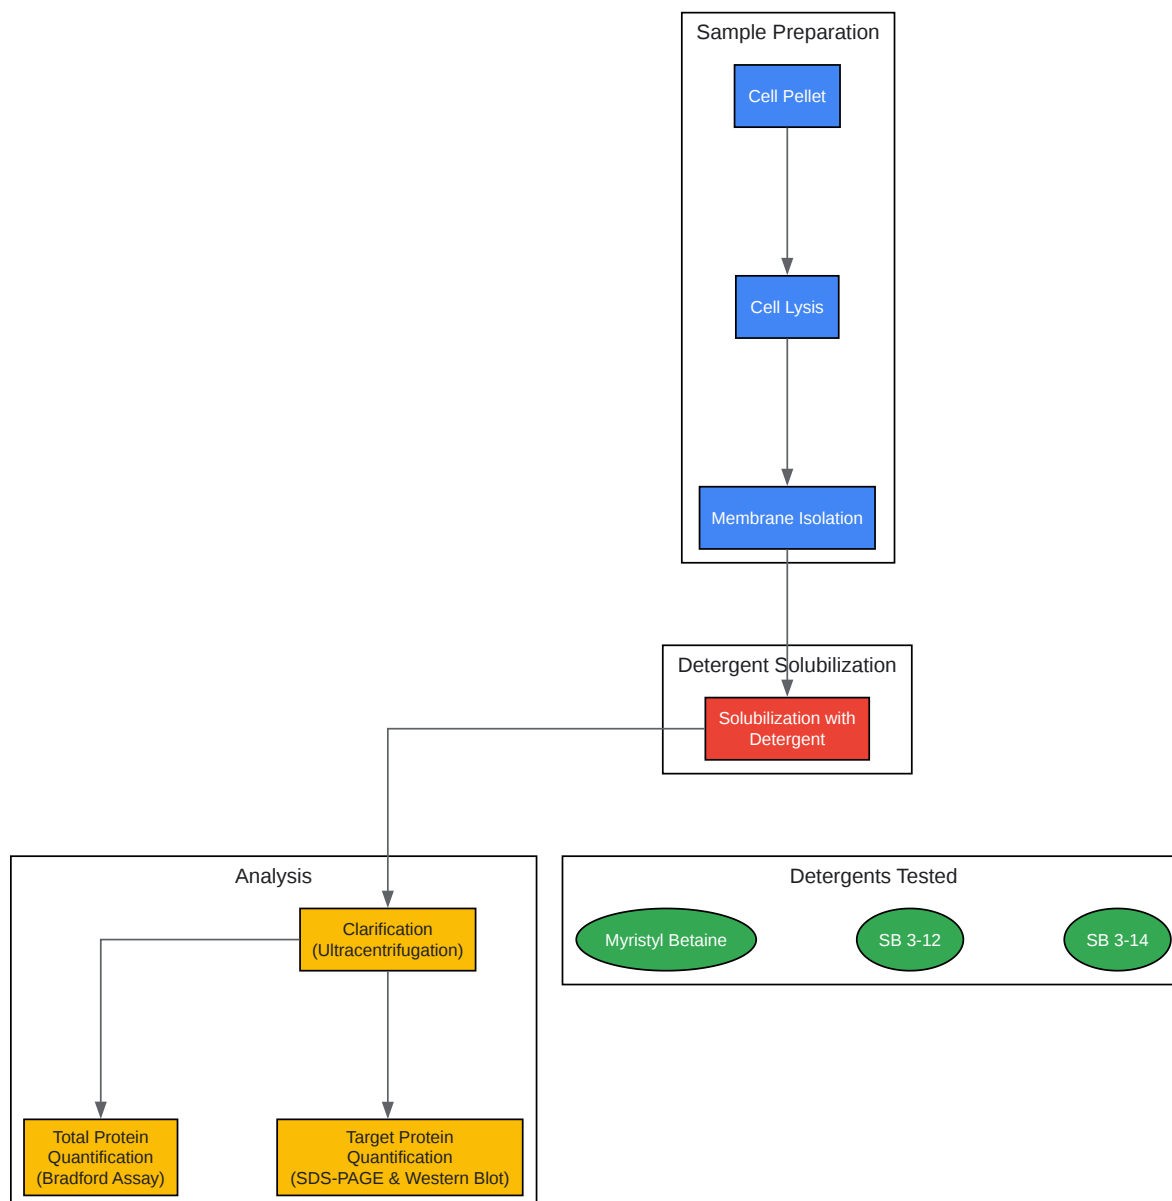 Sample Preparation
Cell Pellet
Cell Lysis
Membrane Isolation
Detergent Solubilization
Solubilization with
Detergent
Analysis
Clarification
(Ultracentrifugation)
Total Protein
Quantification
(Bradford Assay)
Target Protein
Quantification
(SDS-PAGE & Western Blot)
Detergents Tested
Myristyl Betaine
SB 3-12
SB 3-14